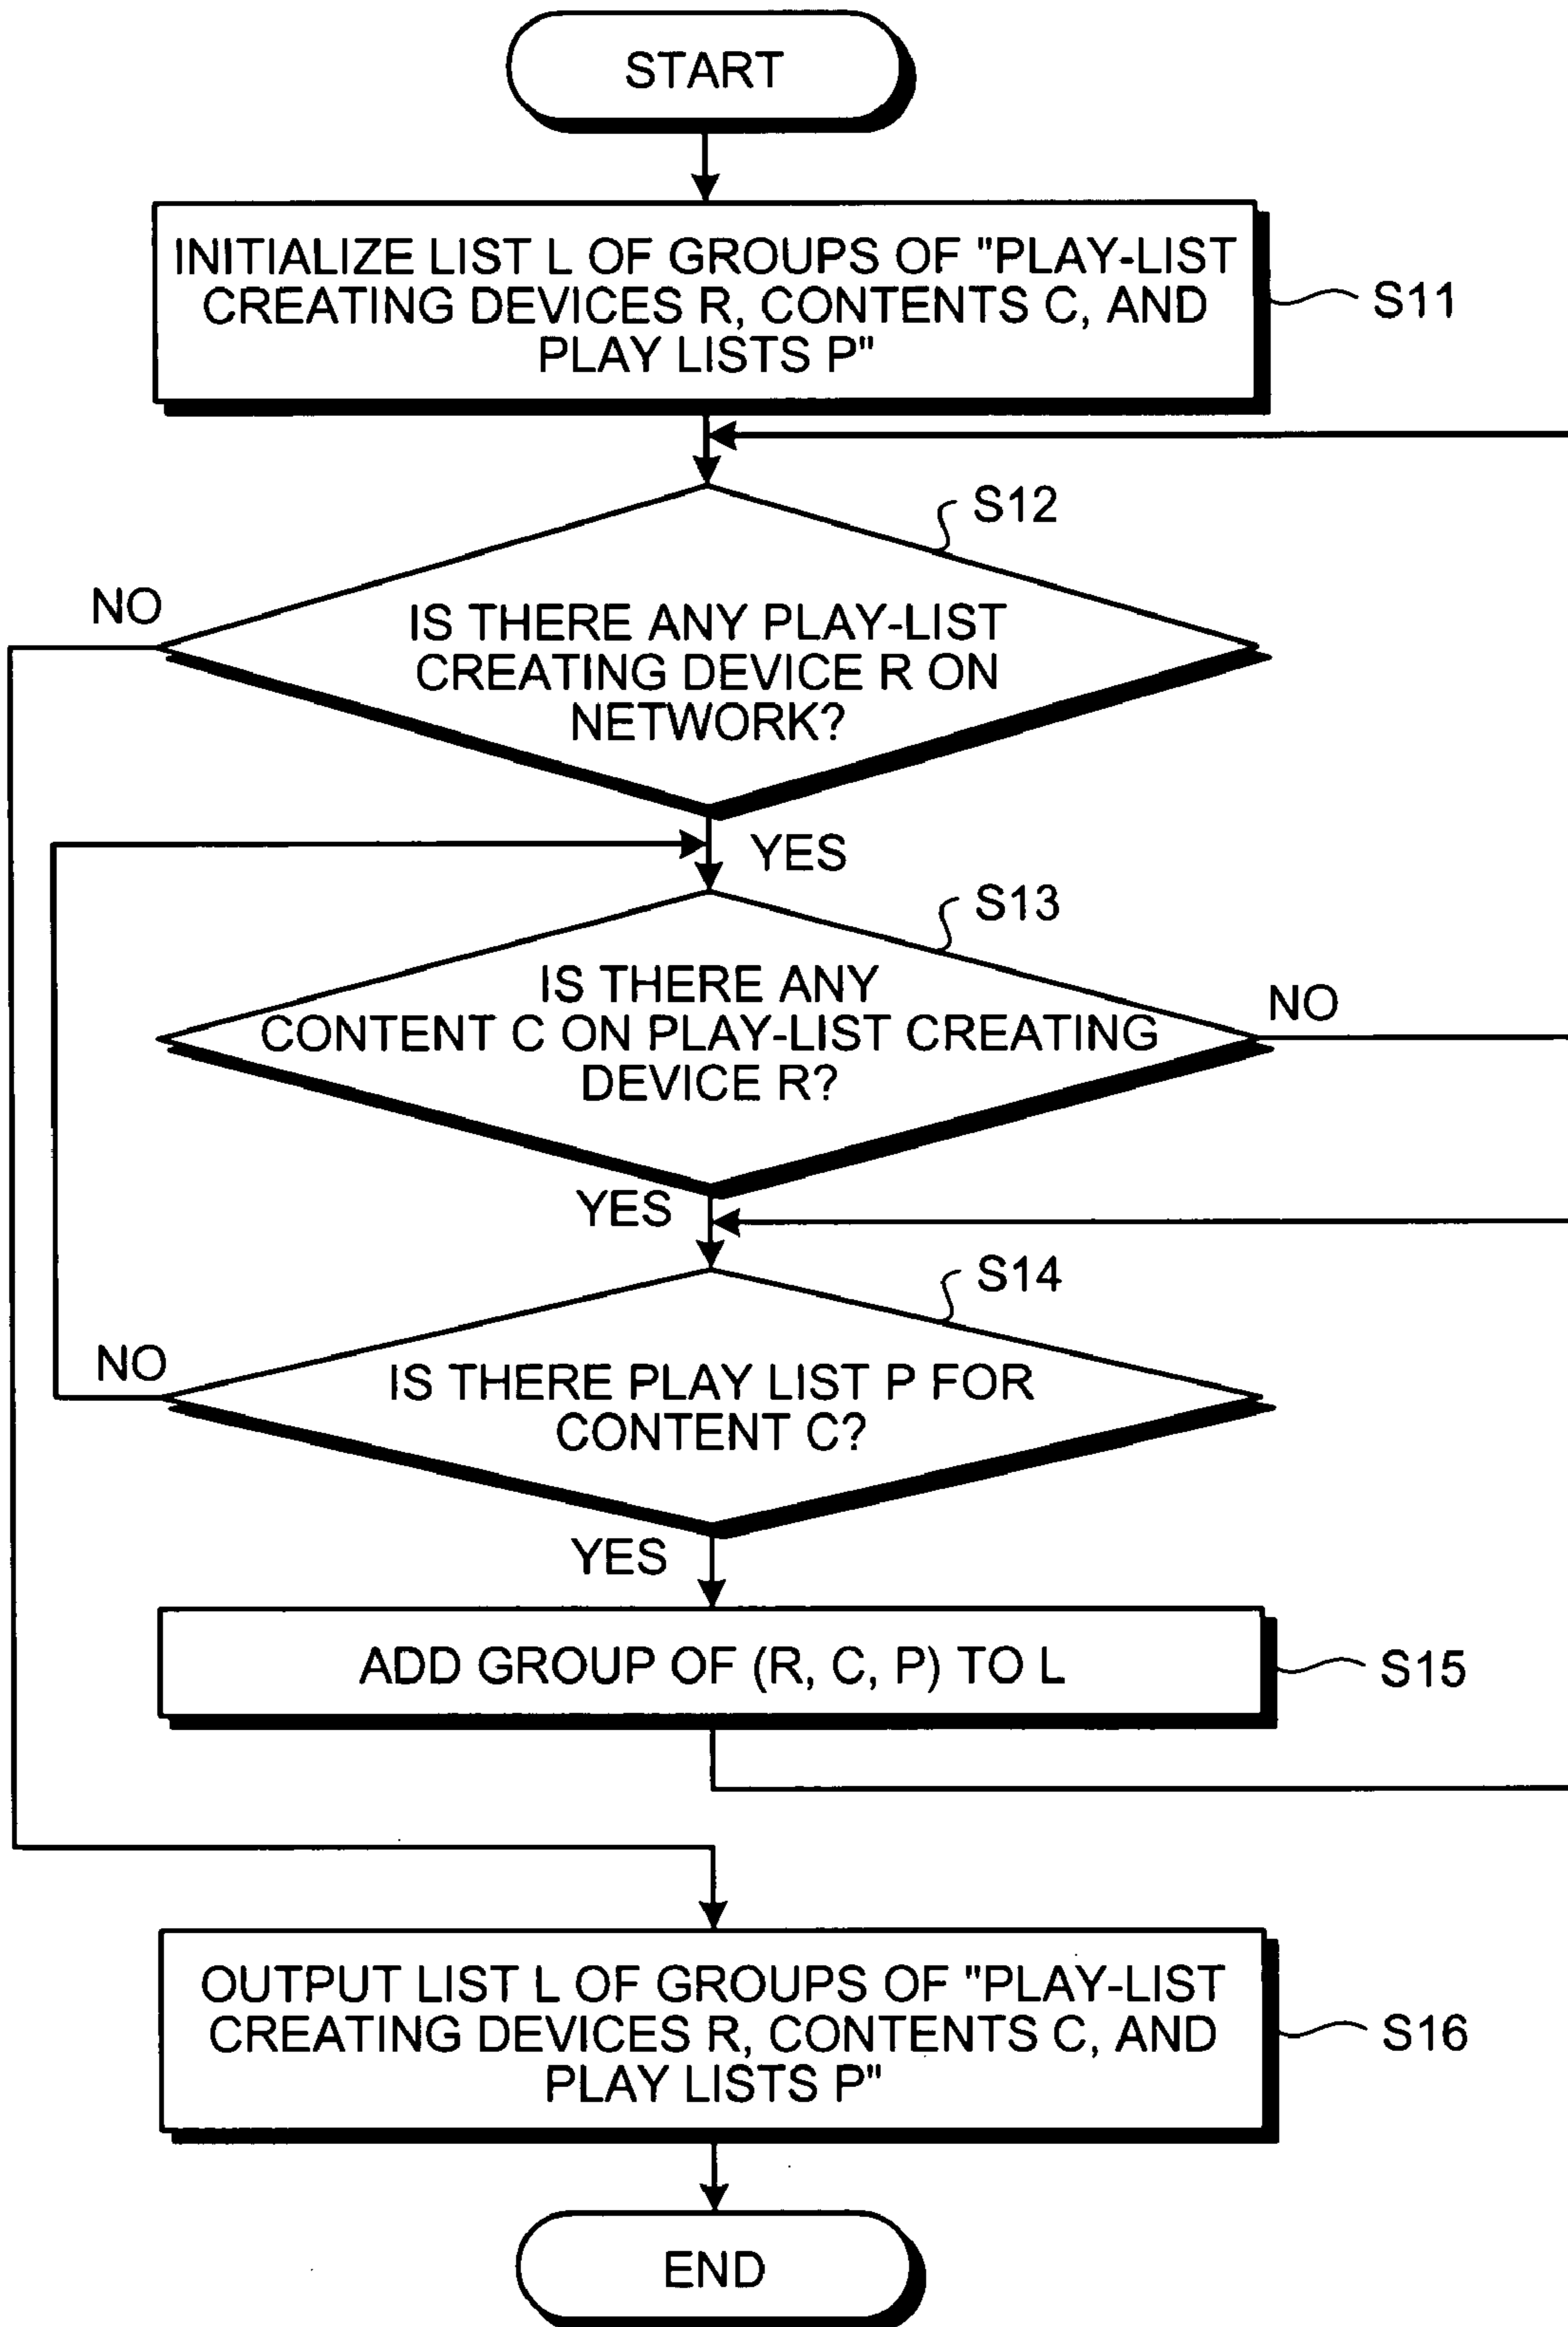 START
INITIALIZE LIST L OF GROUPS OF "PLAY-LIST
CREATING DEVICES R, CONTENTS C, AND
PLAY LISTS P"
S11
S12
NO
IS THERE ANY PLAY-LIST
CREATING DEVICE R ON
NETWORK?
YES
S13
IS THERE ANY
CONTENT C ON PLAY-LIST CREATING
DEVICE R?
NO
YES
S14
NO
IS THERE PLAY LIST P FOR
CONTENT C?
YES
ADD GROUP OF (R, C, P) TO L
S15
OUTPUT LIST L OF GROUPS OF "PLAY-LIST
CREATING DEVICES R, CONTENTS C, AND
PLAY LISTS P"
S16
END